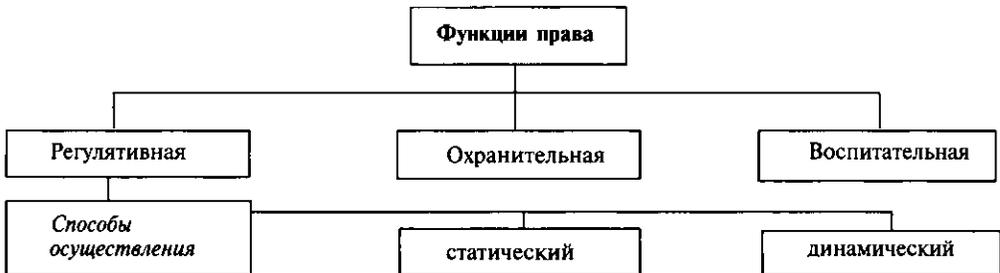 Функции права
Регулятивная
Охранительная
Воспитательная
Способы
осуществления
статический
динамический